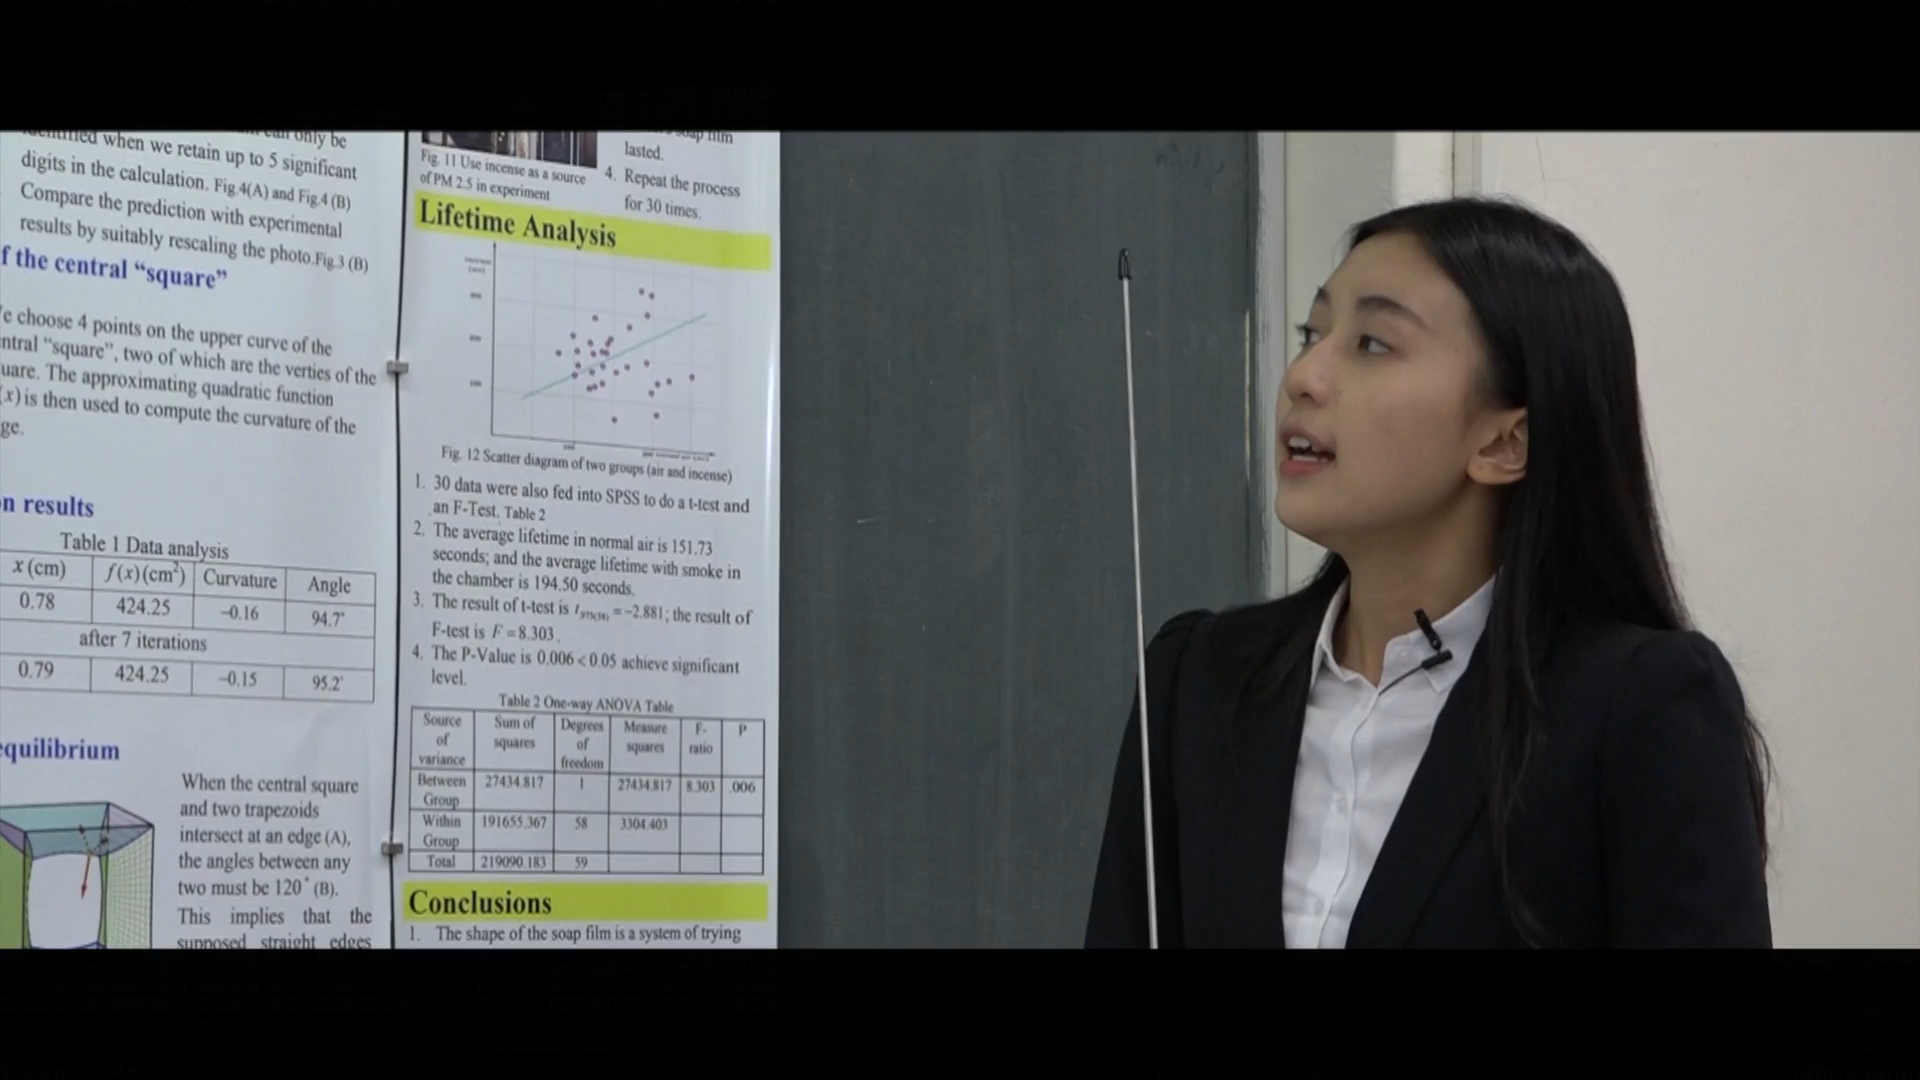 can only be
identified when we retain up to 5 significant
digits in the calculation. Fig.4(A) and Fig.4 (B)
Compare the prediction with experimental
results by suitably rescaling the photo.Fig.3 (B)
f the central “square”
e choose 4 points on the upper curve of the
ntral “square”, two of which are the verties of the
uare. The approximating quadratic function
(x) is then used to compute the curvature of the
ge.
n results
Table 1 Data analysis
x (cm) f(x)(cm²) Curvature Angle
0.78 424.25 −0.16 94.7°
after 7 iterations
0.79 424.25 −0.15 95.2°
equilibrium
When the central square
and two trapezoids
intersect at an edge (A),
the angles between any
two must be 120° (B).
This implies that the
supposed straight edges
Fig. 11 Use incense as a source
of PM 2.5 in experiment
soap film
lasted.
4. Repeat the process
for 30 times.
Lifetime Analysis
Fig. 12 Scatter diagram of two groups (air and incense)
1. 30 data were also fed into SPSS to do a t-test and
an F-Test. Table 2
2. The average lifetime in normal air is 151.73
seconds; and the average lifetime with smoke in
the chamber is 194.50 seconds.
3. The result of t-test is t = −2.881; the result of
F-test is F = 8.303.
4. The P-Value is 0.006 < 0.05 achieve significant
level.
Table 2 One-way ANOVA Table
Source of variance Sum of squares Degrees of freedom Measure squares F-ratio P
Between Group 27434.817 1 27434.817 8.303 .006
Within Group 191655.367 58 3304.403
Total 219090.183 59
Conclusions
1. The shape of the soap film is a system of trying